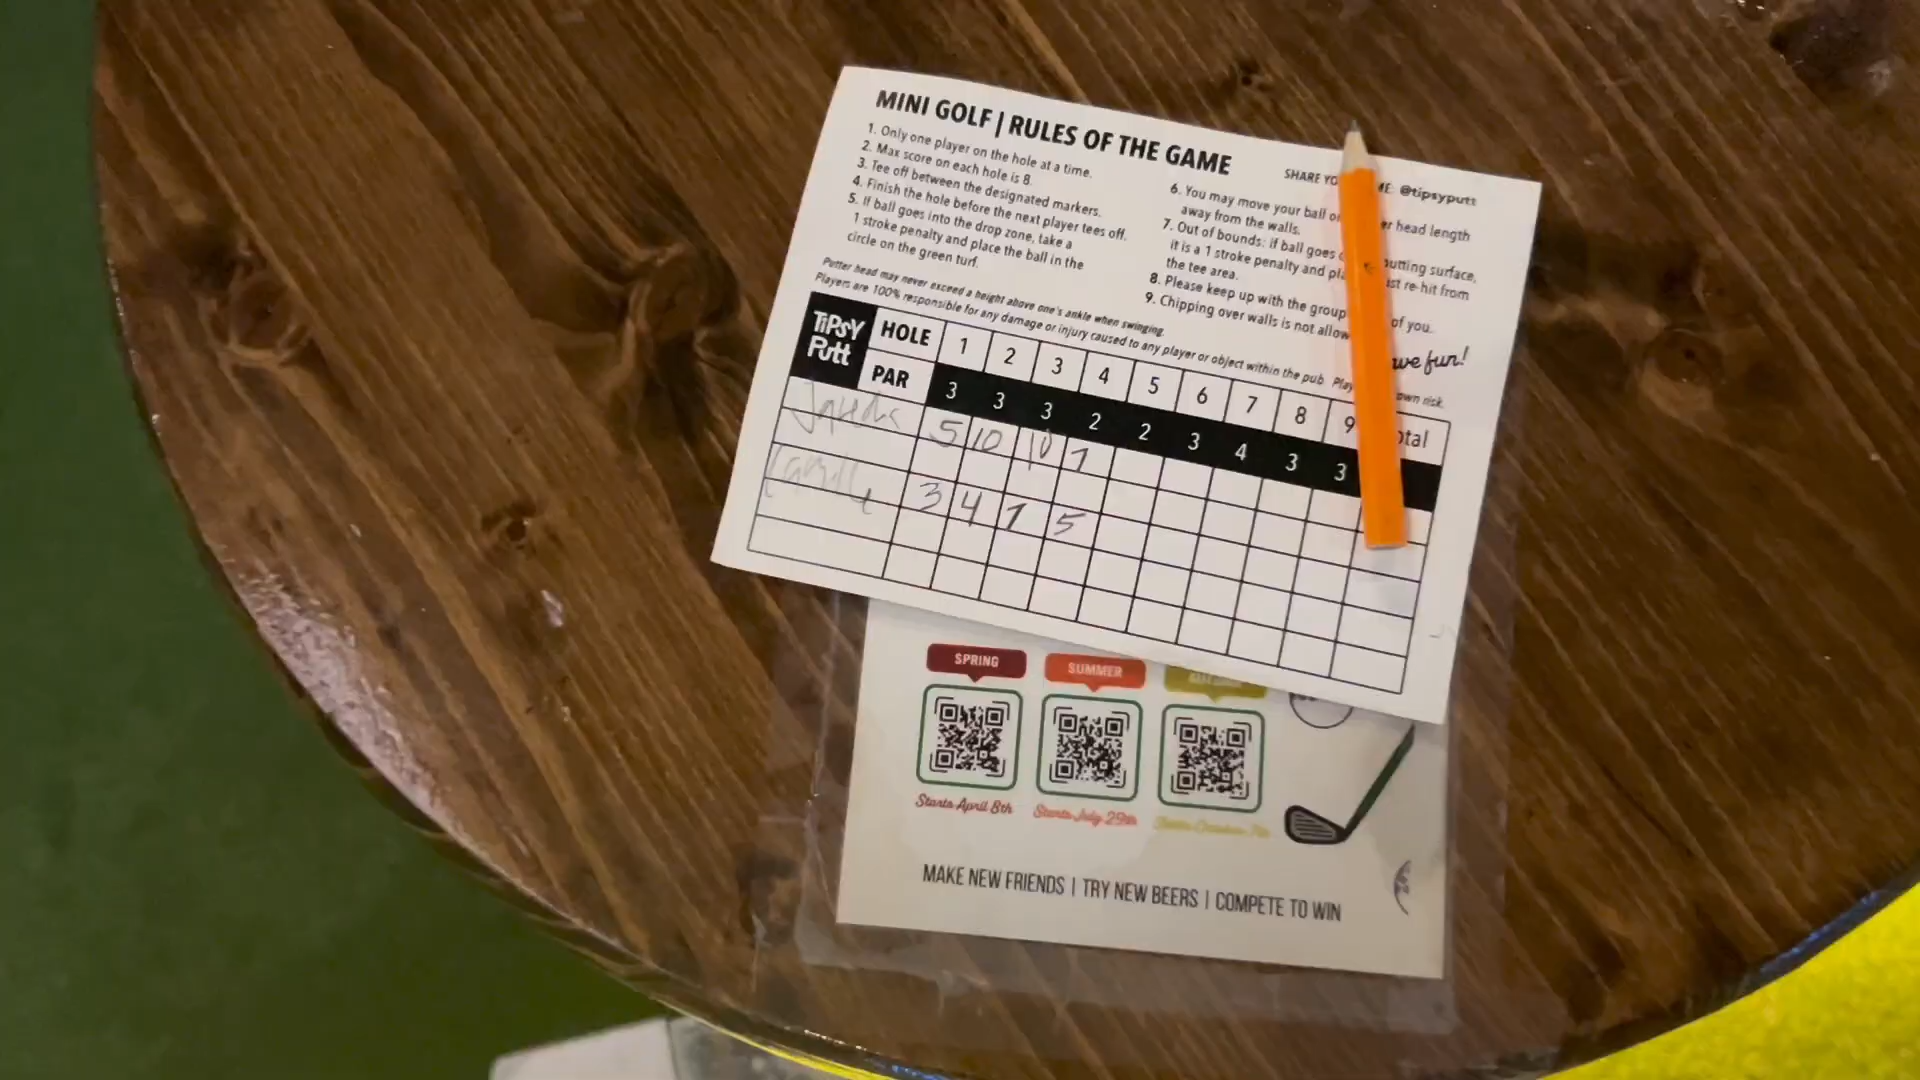 MINI GOLF | RULES OF THE GAME
SHARE YO ME: @tipsyputt
1. Only one player on the hole at a time.
2. Max score on each hole is 8.
3. Tee off between the designated markers.
4. Finish the hole before the next player tees off.
5. If ball goes into the drop zone, take a
1 stroke penalty and place the ball in the
circle on the green turf.
6. You may move your ball on er head length
away from the walls.
7. Out of bounds: if ball goes putting surface,
it is a 1 stroke penalty and pla ust re-hit from
the tee area.
8. Please keep up with the group of you.
9. Chipping over walls is not allow
ve fun!
Putter head may never exceed a height above one's ankle when swinging.
Players are 100% responsible for any damage or injury caused to any player or object within the pub. Play own risk.
TiPSY Putt
HOLE 1 2 3 4 5 6 7 8 9 otal
PAR 3 3 3 2 2 3 4 3 3
5 10 10 7
3 4 7 5
SPRING SUMMER
Starts April 8th Starts July 29th
MAKE NEW FRIENDS | TRY NEW BEERS | COMPETE TO WIN